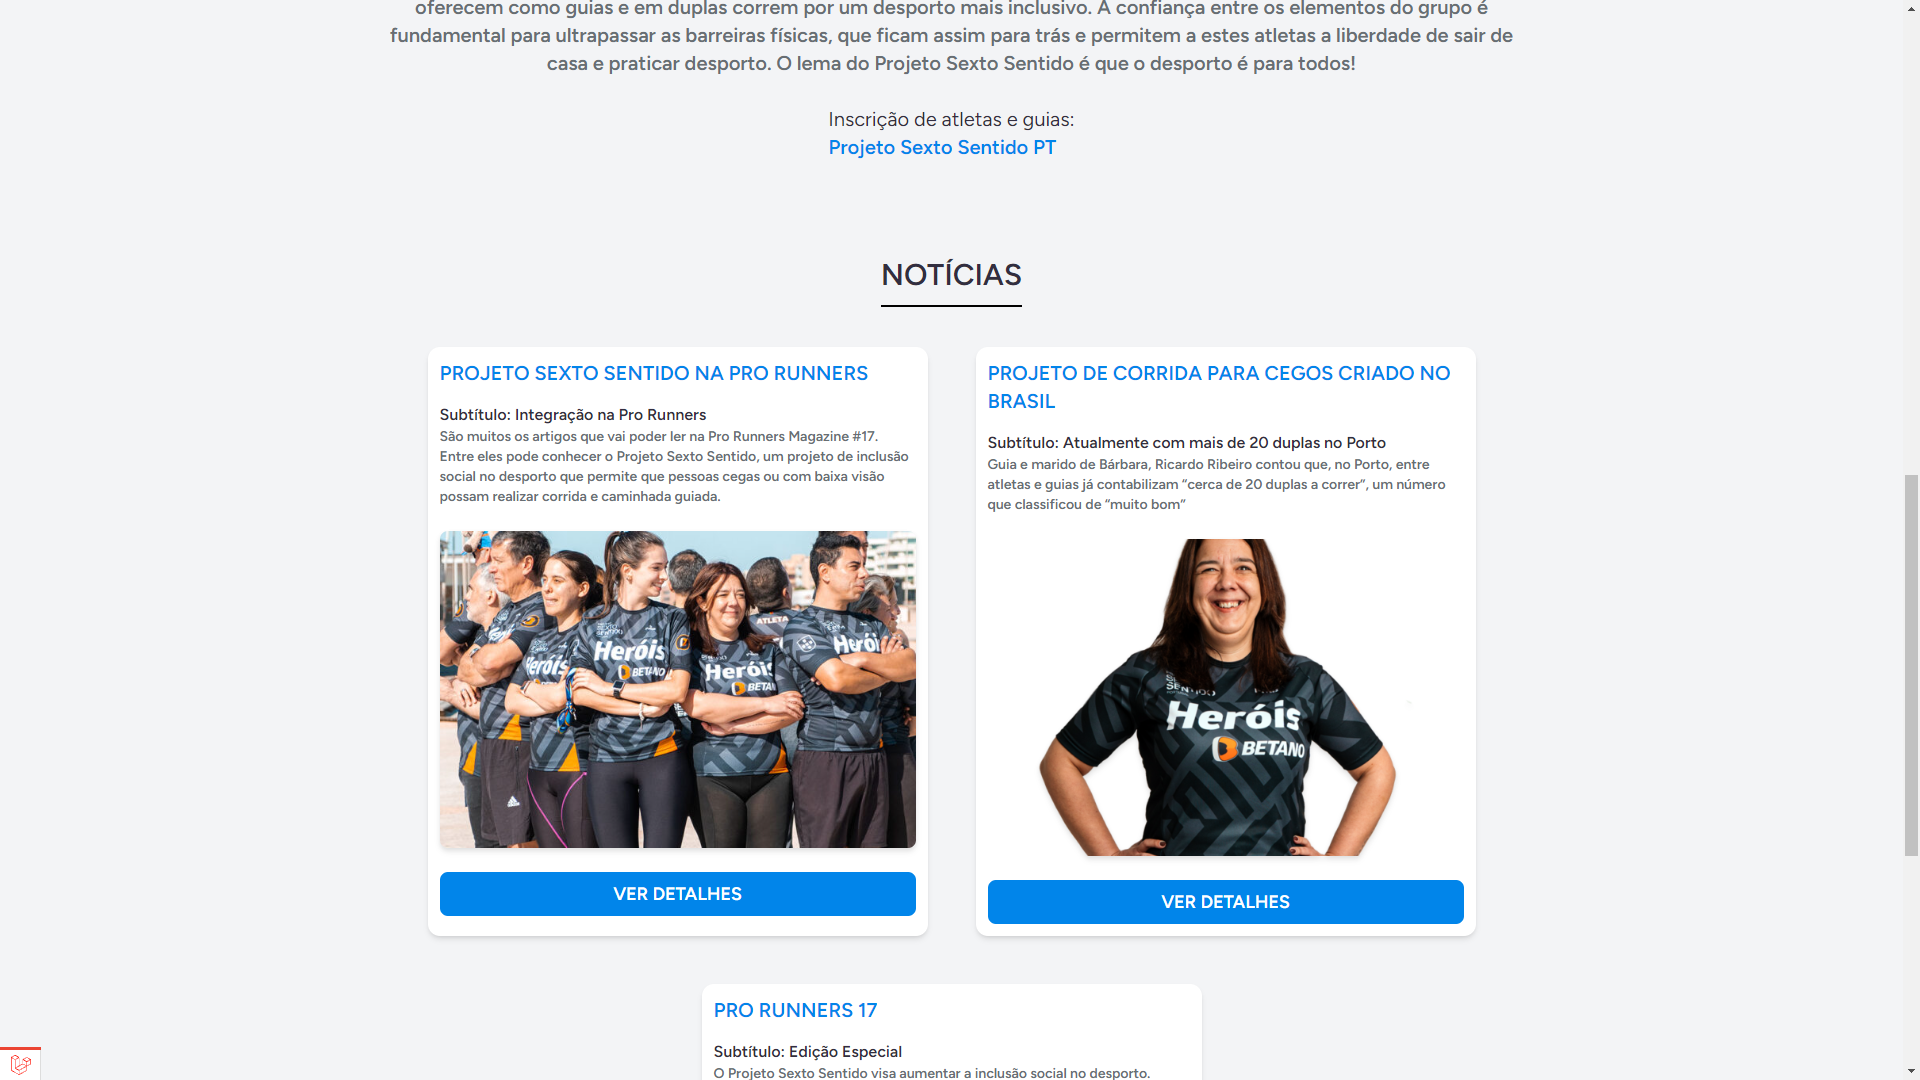 oferecem como guias e em duplas correm por um desporto mais inclusivo. A confiança entre os elementos do grupo é
fundamental para ultrapassar as barreiras físicas, que ficam assim para trás e permitem a estes atletas a liberdade de sair de
casa e praticar desporto. O lema do Projeto Sexto Sentido é que o desporto é para todos!
Inscrição de atletas e guias:
Projeto Sexto Sentido PT
NOTÍCIAS
PROJETO SEXTO SENTIDO NA PRO RUNNERS
Subtítulo: Integração na Pro Runners
São muitos os artigos que vai poder ler na Pro Runners Magazine #17.
Entre eles pode conhecer o Projeto Sexto Sentido, um projeto de inclusão
social no desporto que permite que pessoas cegas ou com baixa visão
possam realizar corrida e caminhada guiada.
ATLETA
Heróis
Heróis
Heróis
Heróis
BETANO
BETA
VER DETALHES
PROJETO DE CORRIDA PARA CEGOS CRIADO NO
BRASIL
Subtítulo: Atualmente com mais de 20 duplas no Porto
Guia e marido de Bárbara, Ricardo Ribeiro contou que, no Porto, entre
atletas e guias já contabilizam “cerca de 20 duplas a correr”, um número
que classificou de “muito bom”
Heróis
BETANO
VER DETALHES
PRO RUNNERS 17
Subtítulo: Edição Especial
O Projeto Sexto Sentido visa aumentar a inclusão social no desporto.